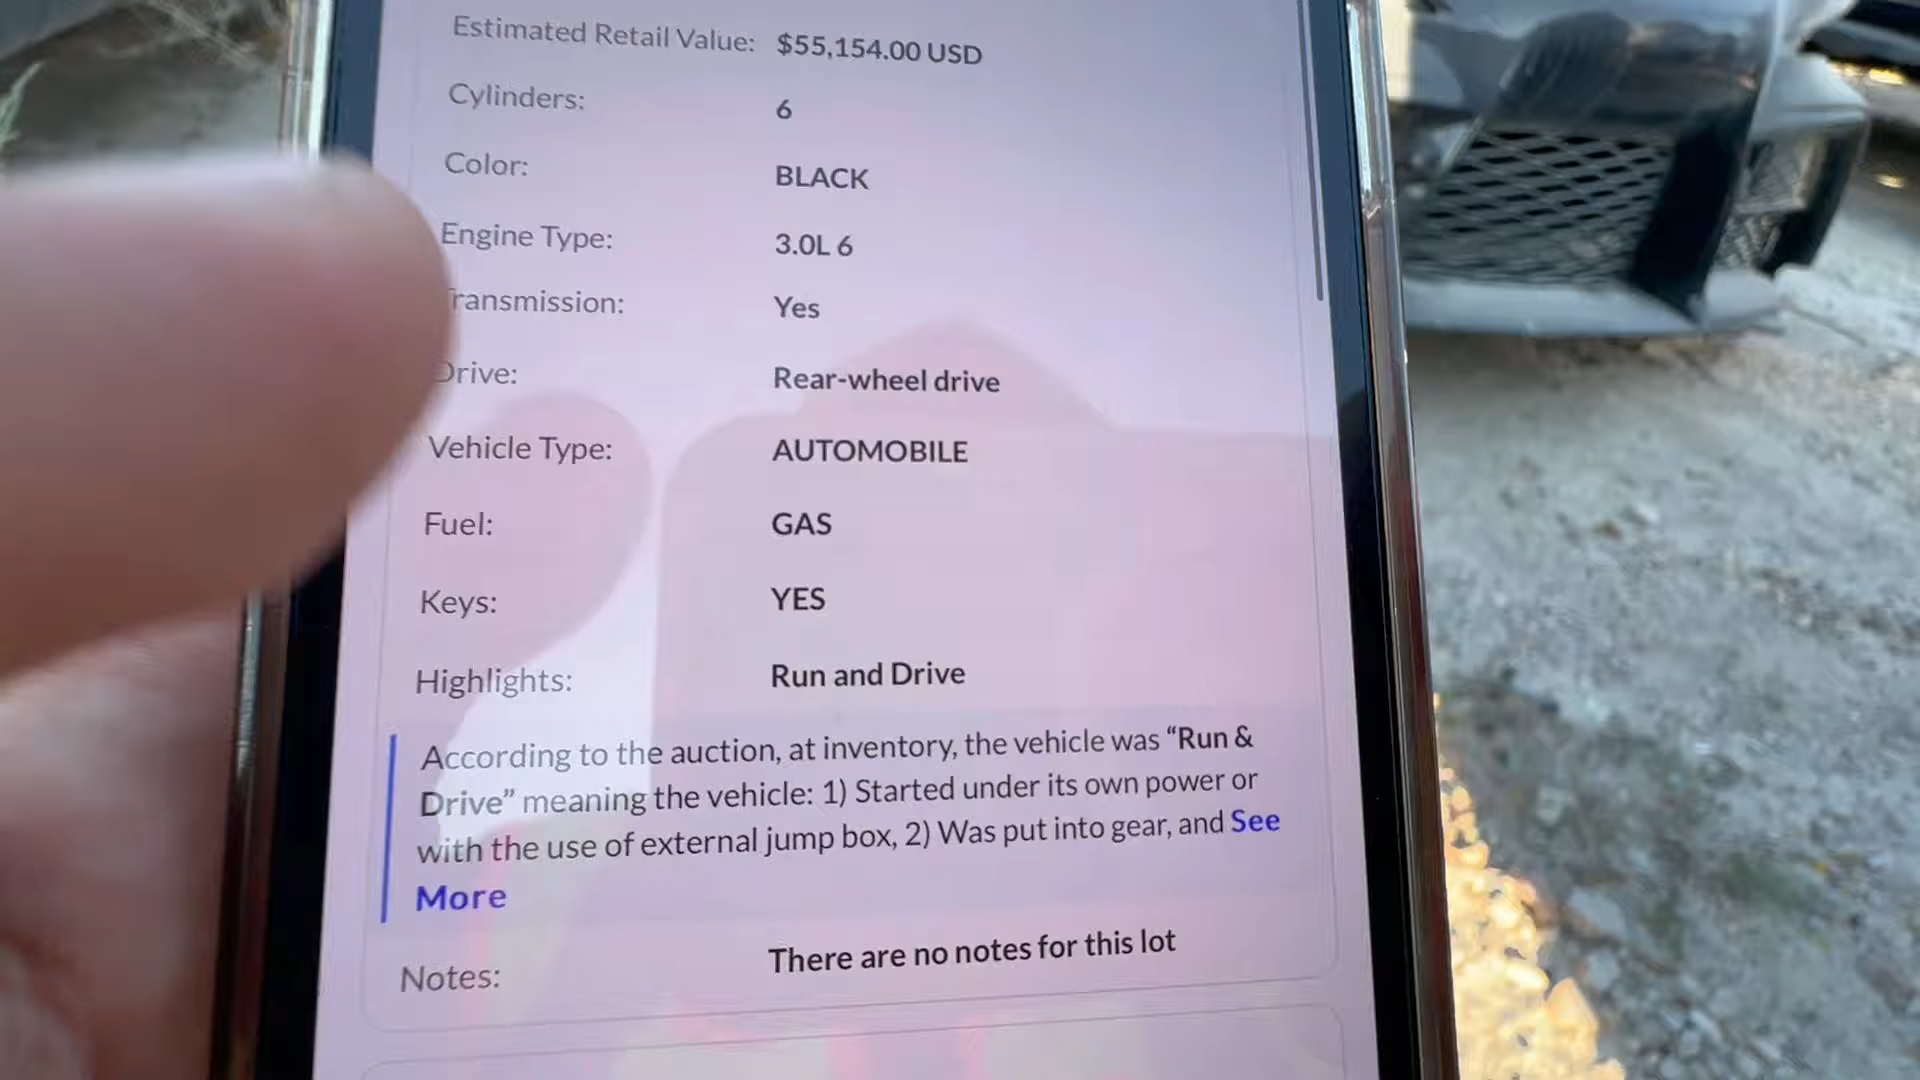 Estimated Retail Value: $55,154.00 USD
Cylinders: 6
Color: BLACK
Engine Type: 3.0L 6
ransmission: Yes
Drive: Rear-wheel drive
Vehicle Type: AUTOMOBILE
Fuel: GAS
Keys: YES
Highlights: Run and Drive
According to the auction, at inventory, the vehicle was “Run &
Drive” meaning the vehicle: 1) Started under its own power or
with the use of external jump box, 2) Was put into gear, and See
More
Notes: There are no notes for this lot